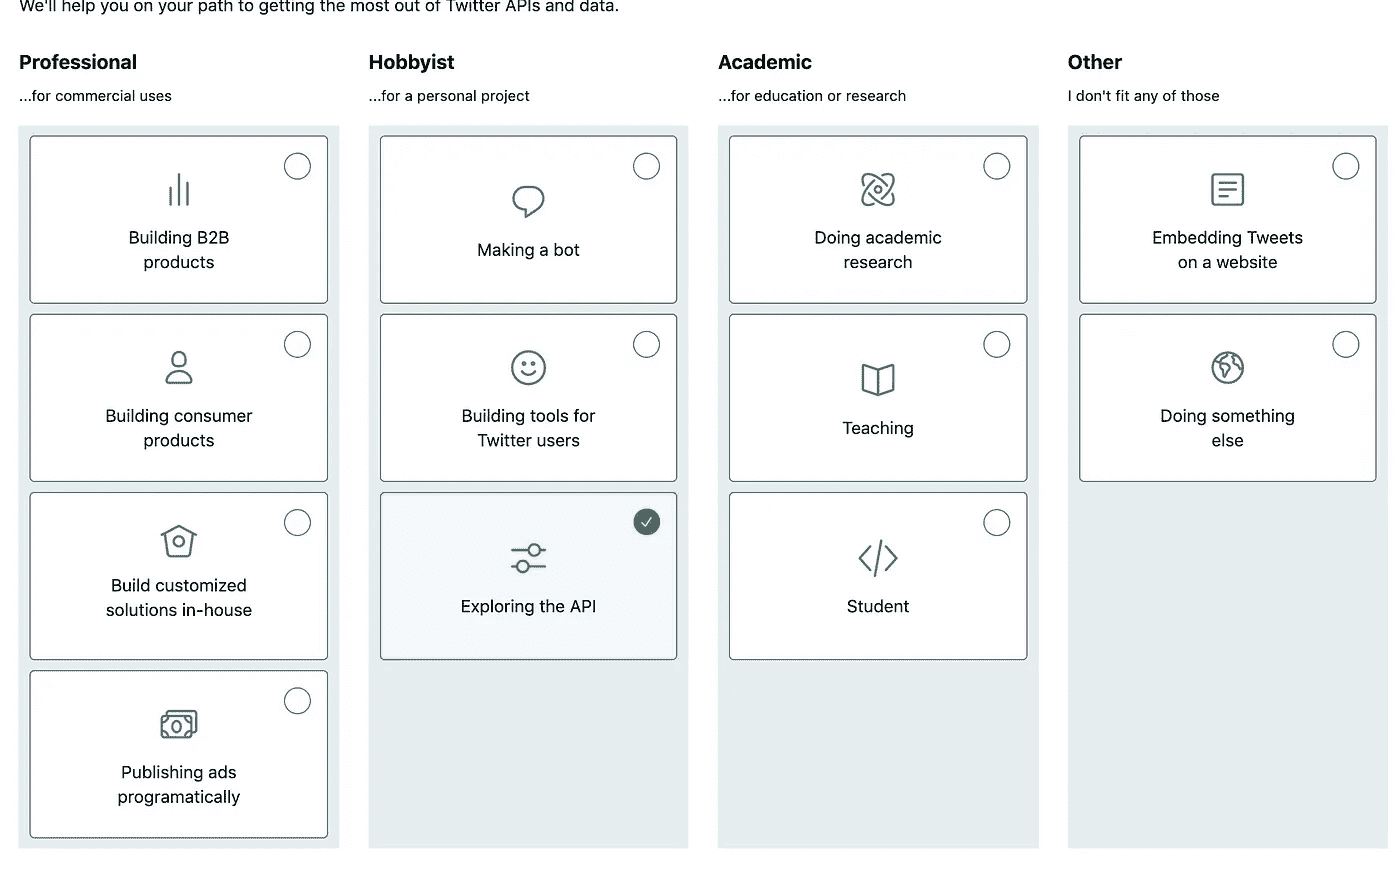 We'll help you on your path to getting the most out of Twitter APIs and data.
Professional
...for commercial uses
Building B2B
products
Building consumer
products
Build customized
solutions in-house
Publishing ads
programatically
Hobbyist
...for a personal project
Making a bot
Building tools for
Twitter users
Exploring the API
Academic
...for education or research
Doing academic
research
Teaching
Student
Other
I don't fit any of those
Embedding Tweets
on a website
Doing something
else